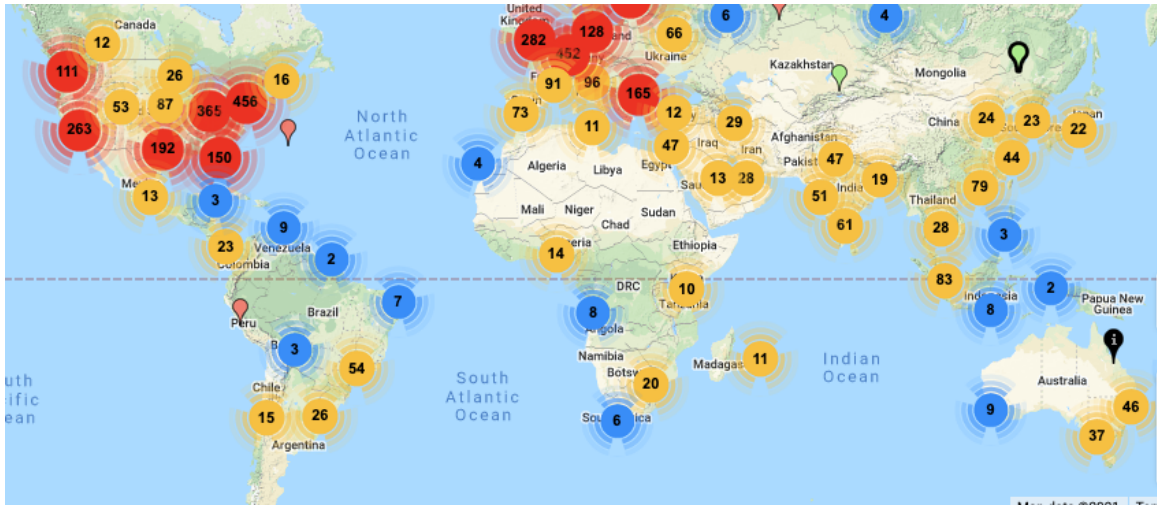 Canada
United
12
6
4
128
282
66
Ukraine
111
26
16
Kazakhstan
Mongolia
91
96
53
87
365
456
165
North
Atlantic
Ocean
263
73
12
29
China
24
23
22
11
Afghanistan
192
150
47
Iraq
Iran
47
44
4
Algeria
Libya
Egypt
Pakist
13
28
India
19
79
13
3
51
Thailand
Mali
Niger
Chad
Sudan
9
61
28
3
23
Venezuela
14
Ethiopia
2
Colombia
83
DRC
10
Tanzania
2
7
Peru
Brazil
8
Angola
8
Papua New
Guinea
3
Namibia
Botsw
Madagas
11
Indian
Ocean
i
54
South
Atlantic
Ocean
Chile
20
Australia
15
26
6
9
46
37
Argentina